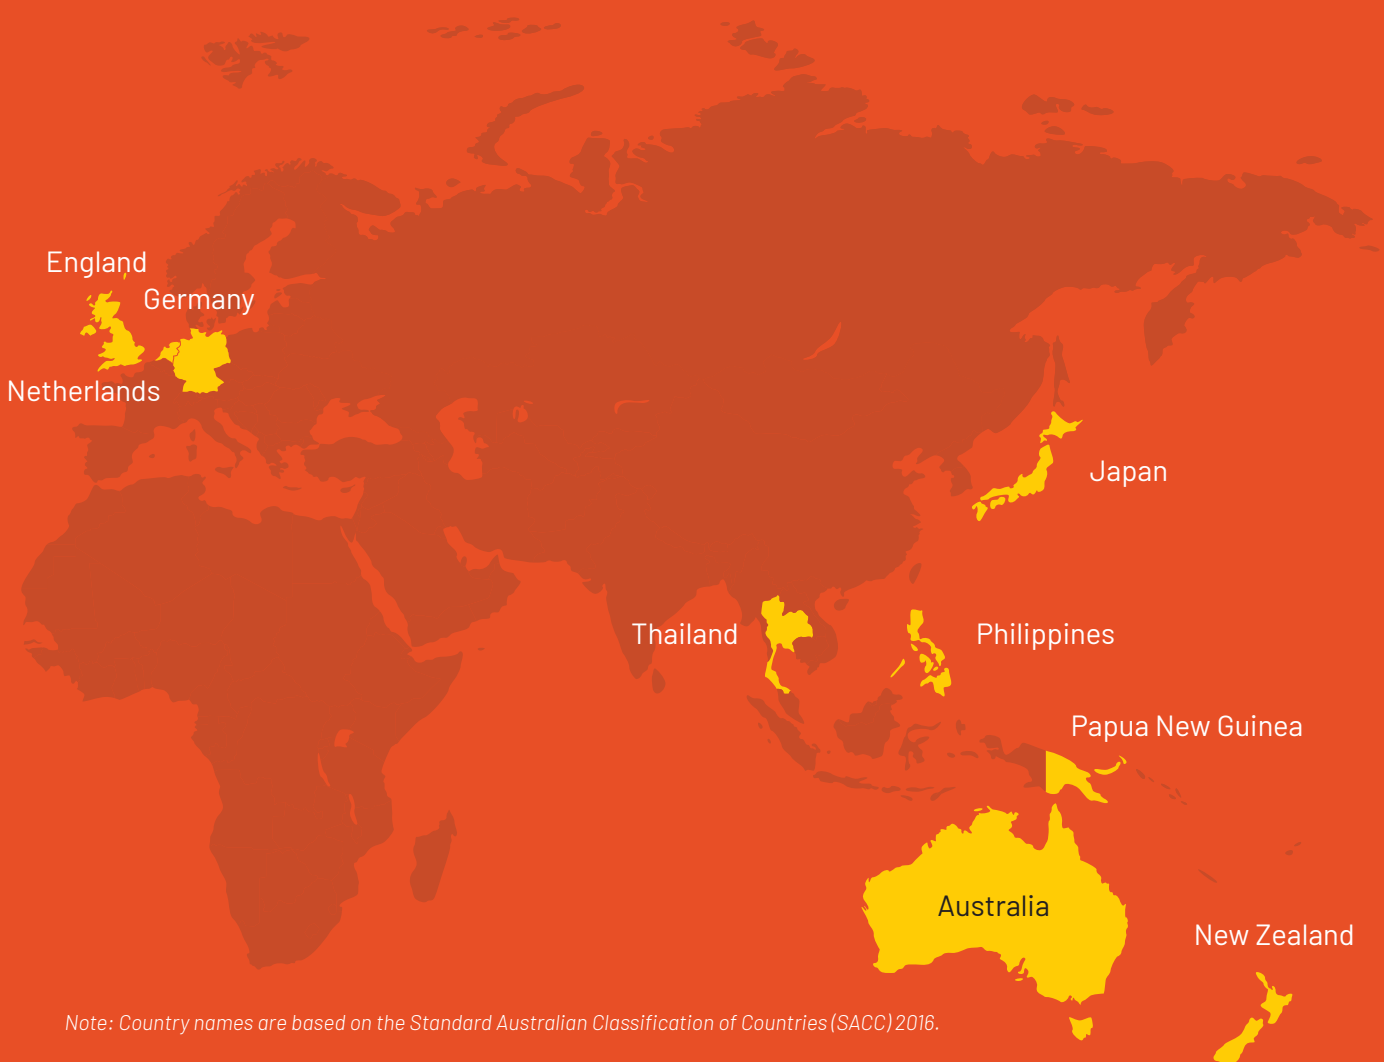 England
Germany
Netherlands
Japan
Thailand
Philippines
Papua New Guinea
Australia
New Zealand
Note: Country names are based on the Standard Australian Classification of Countries (SACC) 2016.